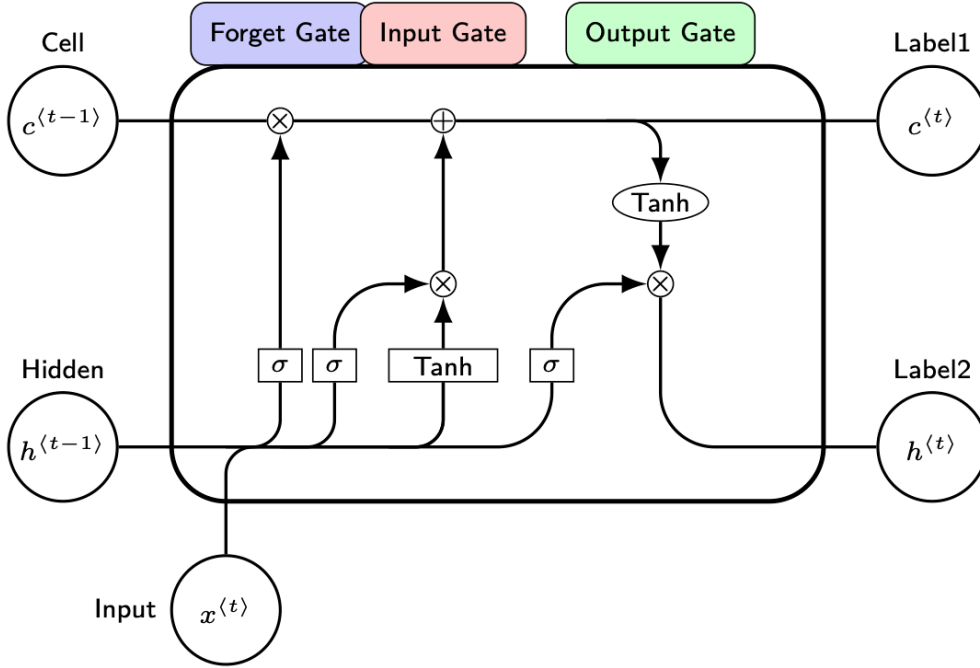 Forget Gate
Input Gate
Output Gate
Cell
Label1
c⟨t−1⟩
×
+
c⟨t⟩
Tanh
×
×
Hidden
σ
σ
Tanh
σ
Label2
h⟨t−1⟩
h⟨t⟩
Input
x⟨t⟩